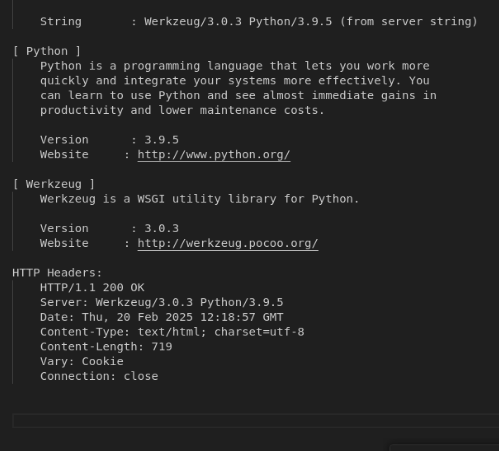 String : Werkzeug/3.0.3 Python/3.9.5 (from server string)
[ Python ]
Python is a programming language that lets you work more
quickly and integrate your systems more effectively. You
can learn to use Python and see almost immediate gains in
productivity and lower maintenance costs.
Version : 3.9.5
Website : http://www.python.org/
[ Werkzeug ]
Werkzeug is a WSGI utility library for Python.
Version : 3.0.3
Website : http://werkzeug.pocoo.org/
HTTP Headers:
HTTP/1.1 200 OK
Server: Werkzeug/3.0.3 Python/3.9.5
Date: Thu, 20 Feb 2025 12:18:57 GMT
Content-Type: text/html; charset=utf-8
Content-Length: 719
Vary: Cookie
Connection: close